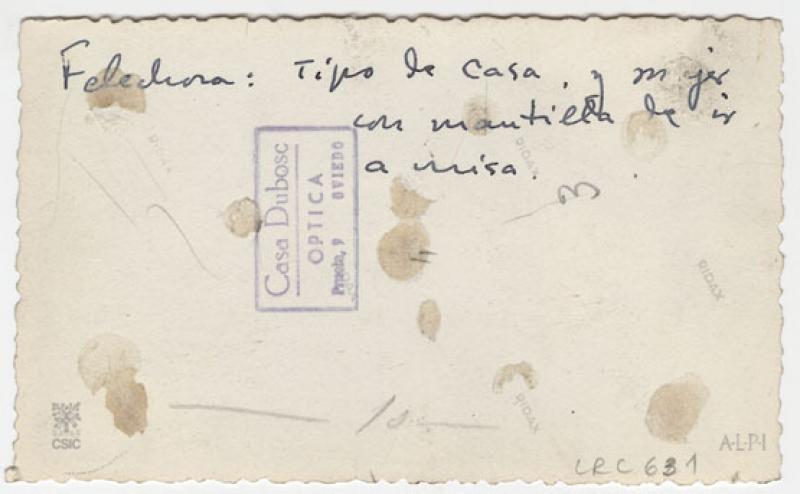 Felechosa: Tipo de casa, y mujer
con mantilla de ir
a misa.
Casa Dubosc
OPTICA
Prueta, 9 OVIEDO
3
RIDAX
RIDAX
RIDAX
RIDAX
CSIC
A·L·P·I
LRC 631